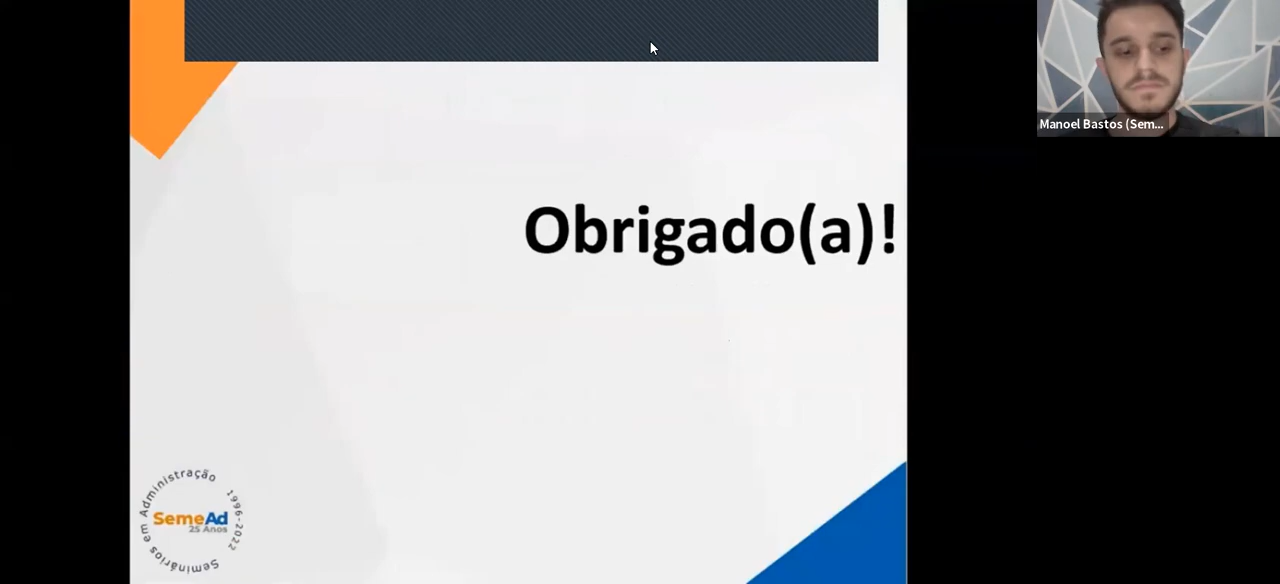 Manoel Bastos (Sem...
Obrigado(a)!
Seminários em Administração 1996-2022
SemeAd
25 Anos